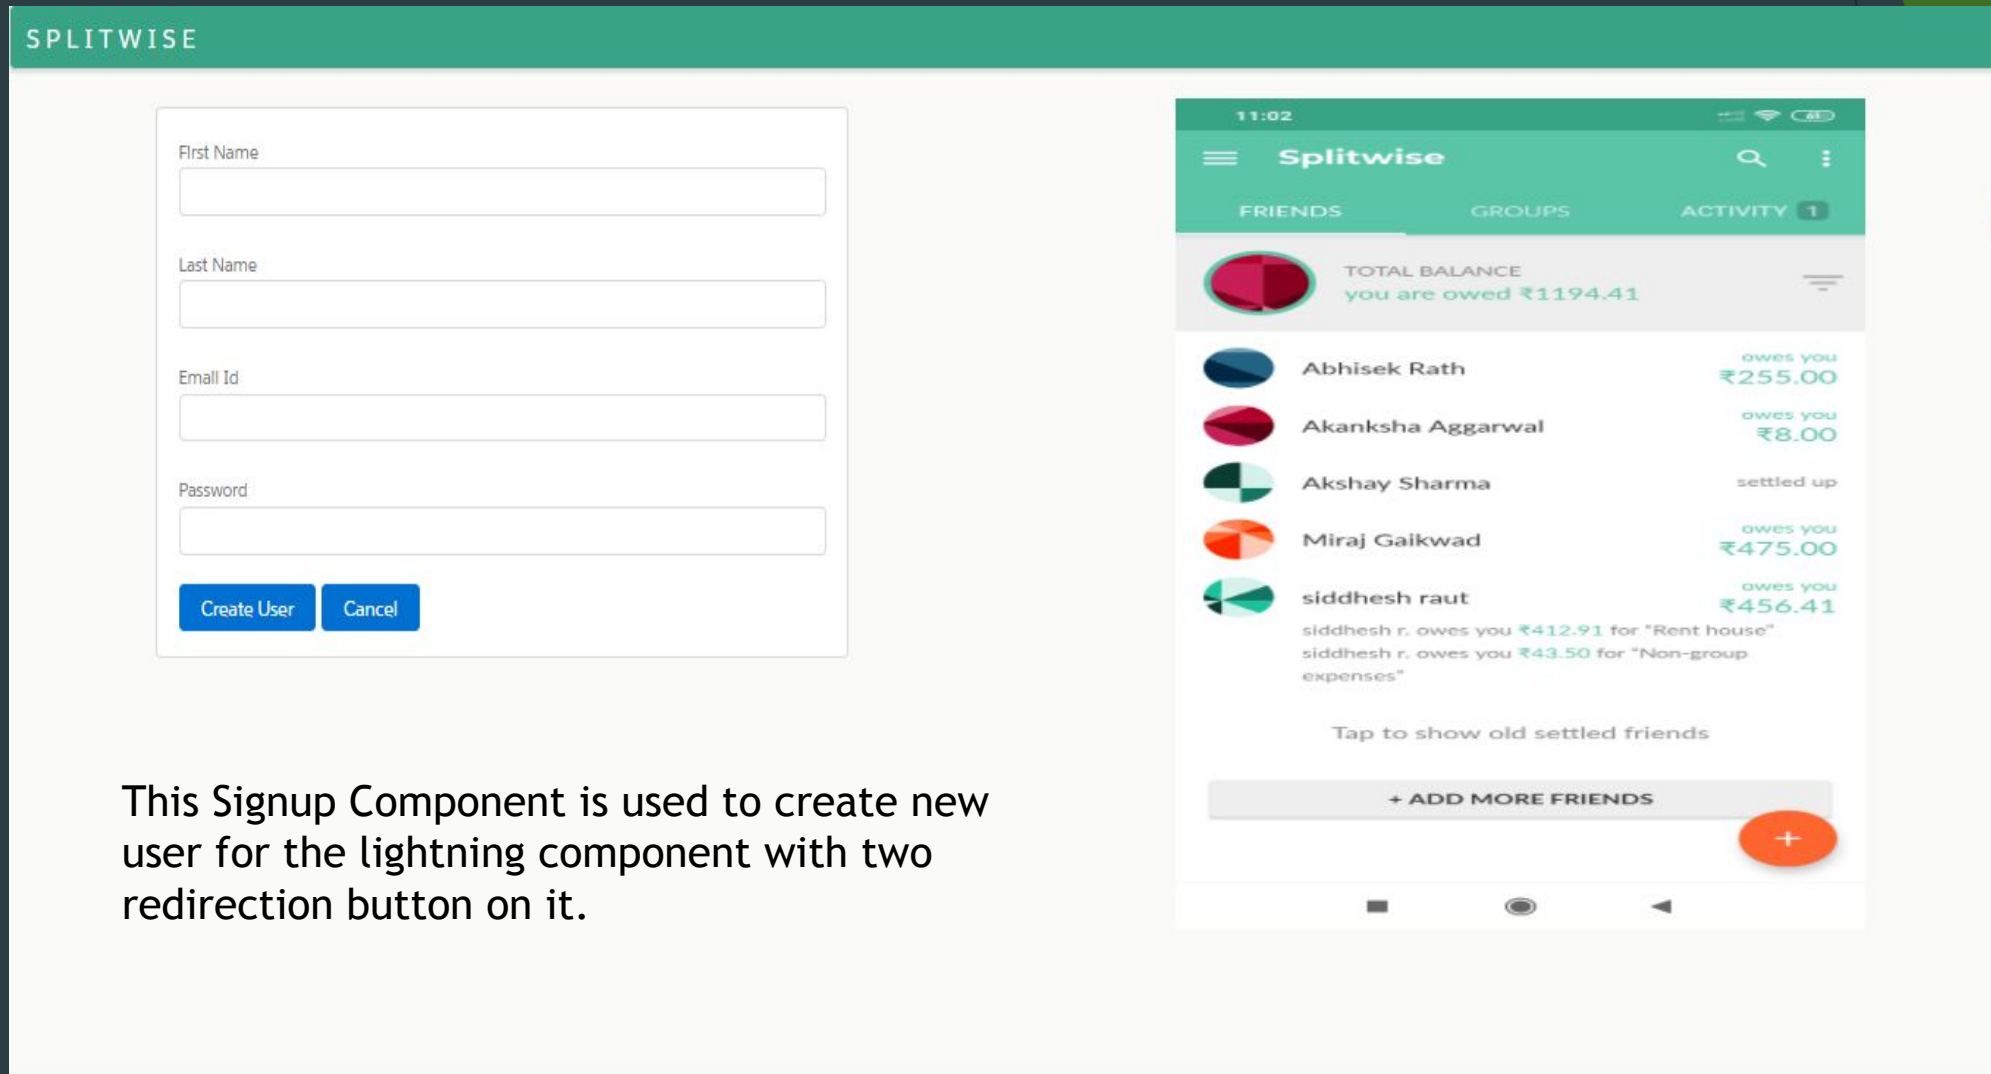 SPLITWISE
First Name
Last Name
Email Id
Password
Create User Cancel
This Signup Component is used to create new
user for the lightning component with two
redirection button on it.
11:02
Splitwise
FRIENDS GROUPS ACTIVITY 1
TOTAL BALANCE
you are owed ₹1194.41
Abhisek Rath
owes you
₹255.00
Akanksha Aggarwal
owes you
₹8.00
Akshay Sharma
settled up
Miraj Gaikwad
owes you
₹475.00
siddhesh raut
owes you
₹456.41
siddhesh r. owes you ₹412.91 for "Rent house"
siddhesh r. owes you ₹43.50 for "Non-group
expenses"
Tap to show old settled friends
+ ADD MORE FRIENDS
+